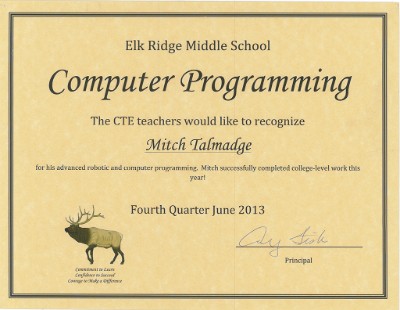 Elk Ridge Middle School
Computer Programming
The CTE teachers would like to recognize
Mitch Talmadge
for his advanced robotic and computer programming. Mitch successfully completed college-level work this
year!
Fourth Quarter June 2013
Principal
Commitment to Learn
Confidence to Succeed
Courage to Make a Difference